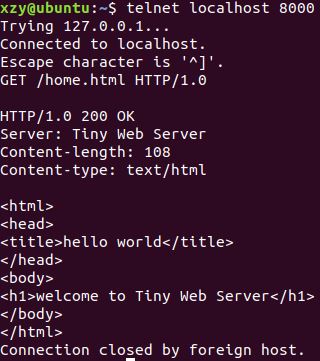 xzy@ubuntu:~$ telnet localhost 8000
Trying 127.0.0.1...
Connected to localhost.
Escape character is '^]'.
GET /home.html HTTP/1.0

HTTP/1.0 200 OK
Server: Tiny Web Server
Content-length: 108
Content-type: text/html

<html>
<head>
<title>hello world</title>
</head>
<body>
<h1>welcome to Tiny Web Server</h1>
</body>
</html>
Connection closed by foreign host.